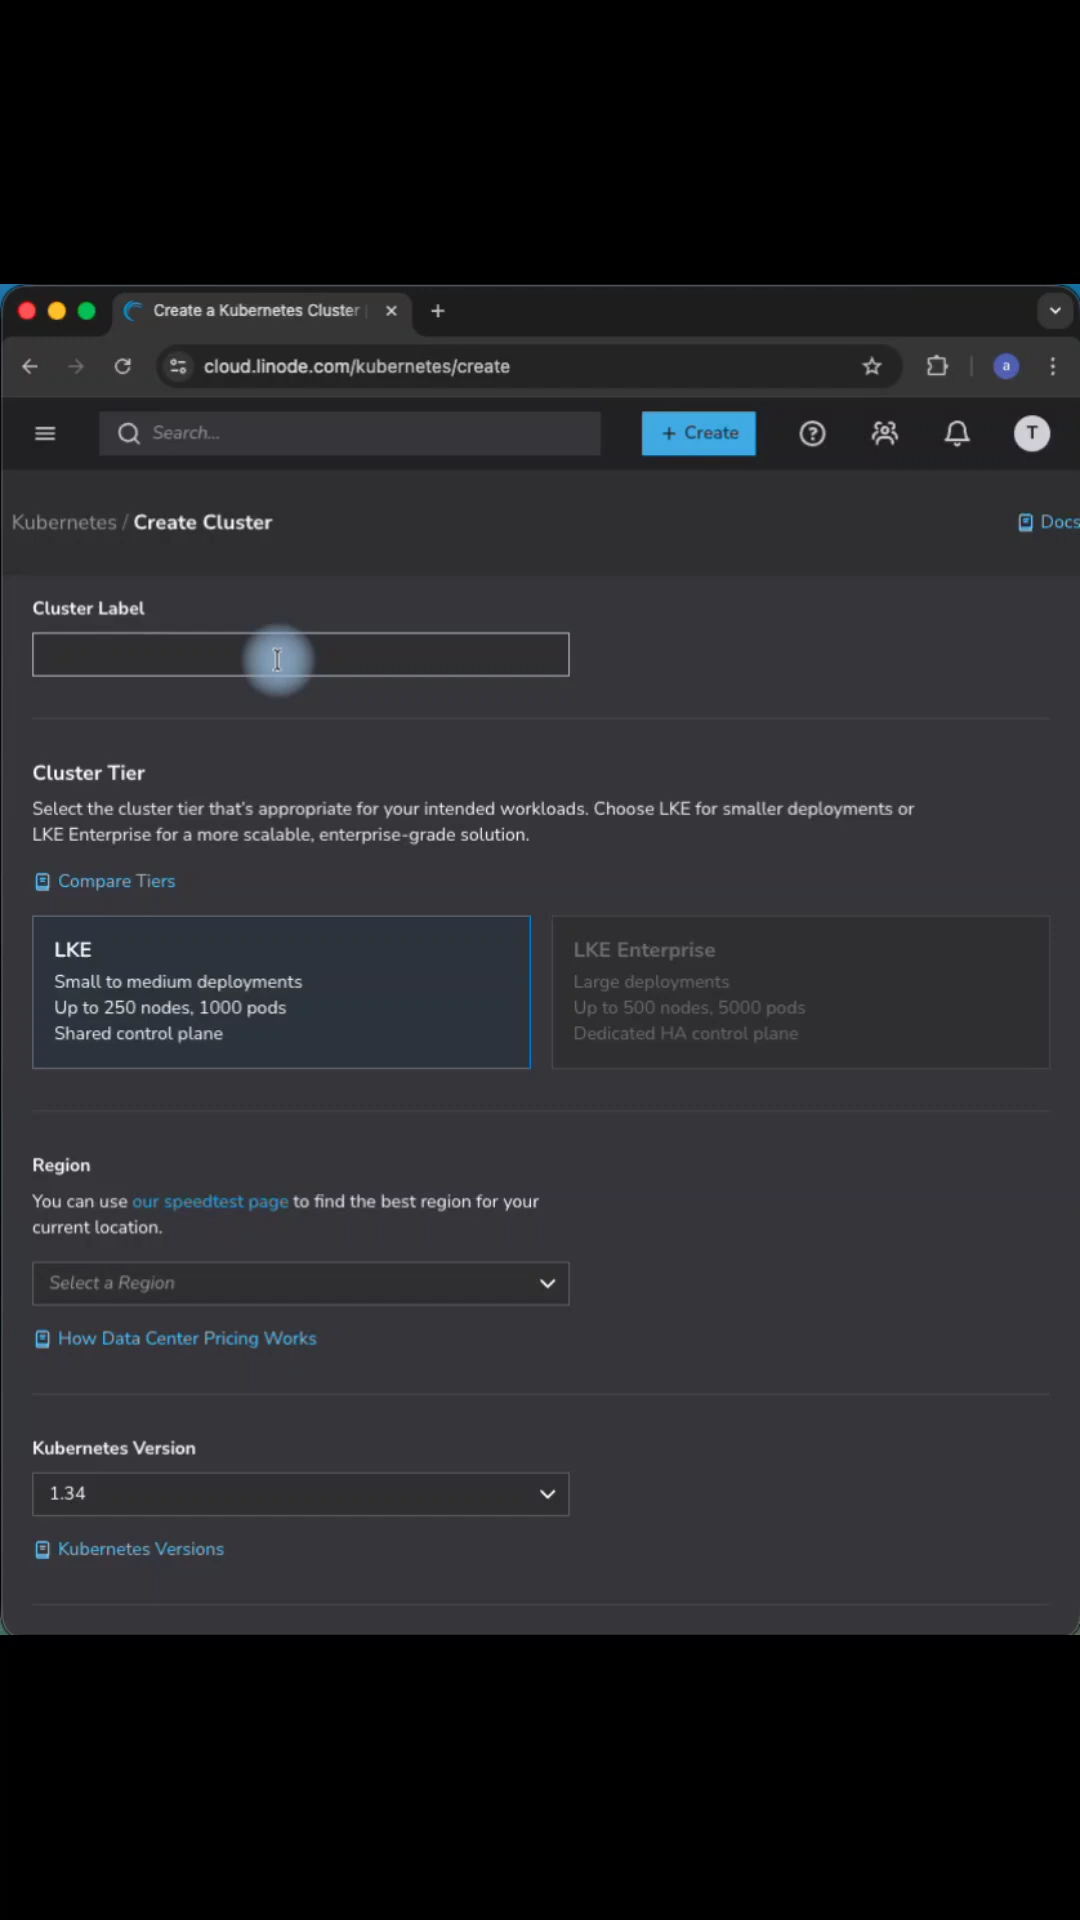 Create a Kubernetes Cluster
cloud.linode.com/kubernetes/create
a
Search...
+ Create
T
Kubernetes / Create Cluster
Docs
Cluster Label
Cluster Tier
Select the cluster tier that's appropriate for your intended workloads. Choose LKE for smaller deployments or
LKE Enterprise for a more scalable, enterprise-grade solution.
Compare Tiers
LKE
Small to medium deployments
Up to 250 nodes, 1000 pods
Shared control plane
LKE Enterprise
Large deployments
Up to 500 nodes, 5000 pods
Dedicated HA control plane
Region
You can use our speedtest page to find the best region for your
current location.
Select a Region
How Data Center Pricing Works
Kubernetes Version
1.34
Kubernetes Versions